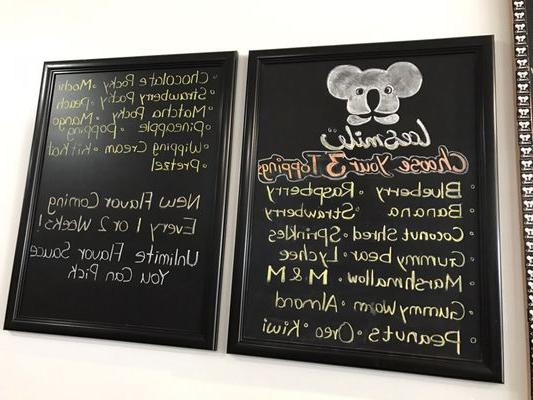 IceSmile
Choose Your 3 Toppings
◦ Blueberry ◦ Raspberry
◦ Banana ◦ Strawberry
◦ Coconut Shred ◦ Sprinkles
◦ Gummy bear ◦ Lychee
◦ Marshmallow ◦ M & M
◦ Gummy Worm ◦ Almond
◦ Peanuts ◦ Oreo ◦ Kiwi
◦ Chocolate Pocky ◦ Mochi
◦ Strawberry Pocky ◦ Peach
◦ Matcha Pocky ◦ Mango
◦ Pineapple ◦ Popping
◦ Wipping Cream ◦ KitKat
◦ Pretzel
New Flavor Coming
Every 1 or 2 Weeks!
Unlimite Flavor Sauce
You Can Pick